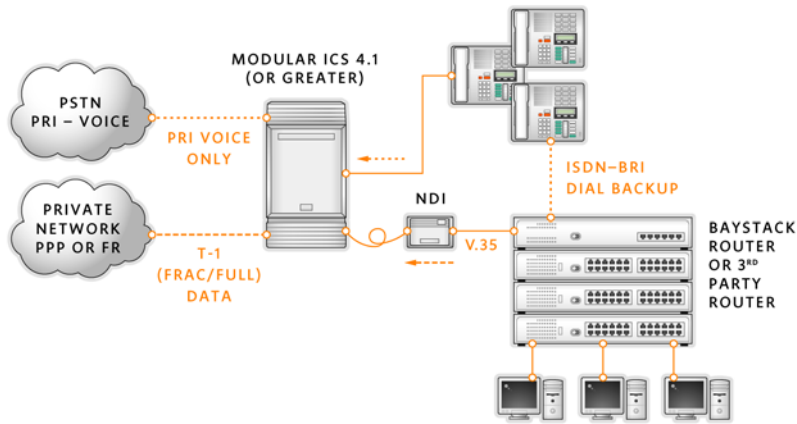 MODULAR ICS 4.1
(OR GREATER)
PSTN
PRI – VOICE
PRI VOICE
ONLY
ISDN–BRI
DIAL BACKUP
PRIVATE
NETWORK
PPP OR FR
T-1
(FRAC/FULL)
DATA
NDI
V.35
BAYSTACK
ROUTER
OR 3RD
PARTY
ROUTER